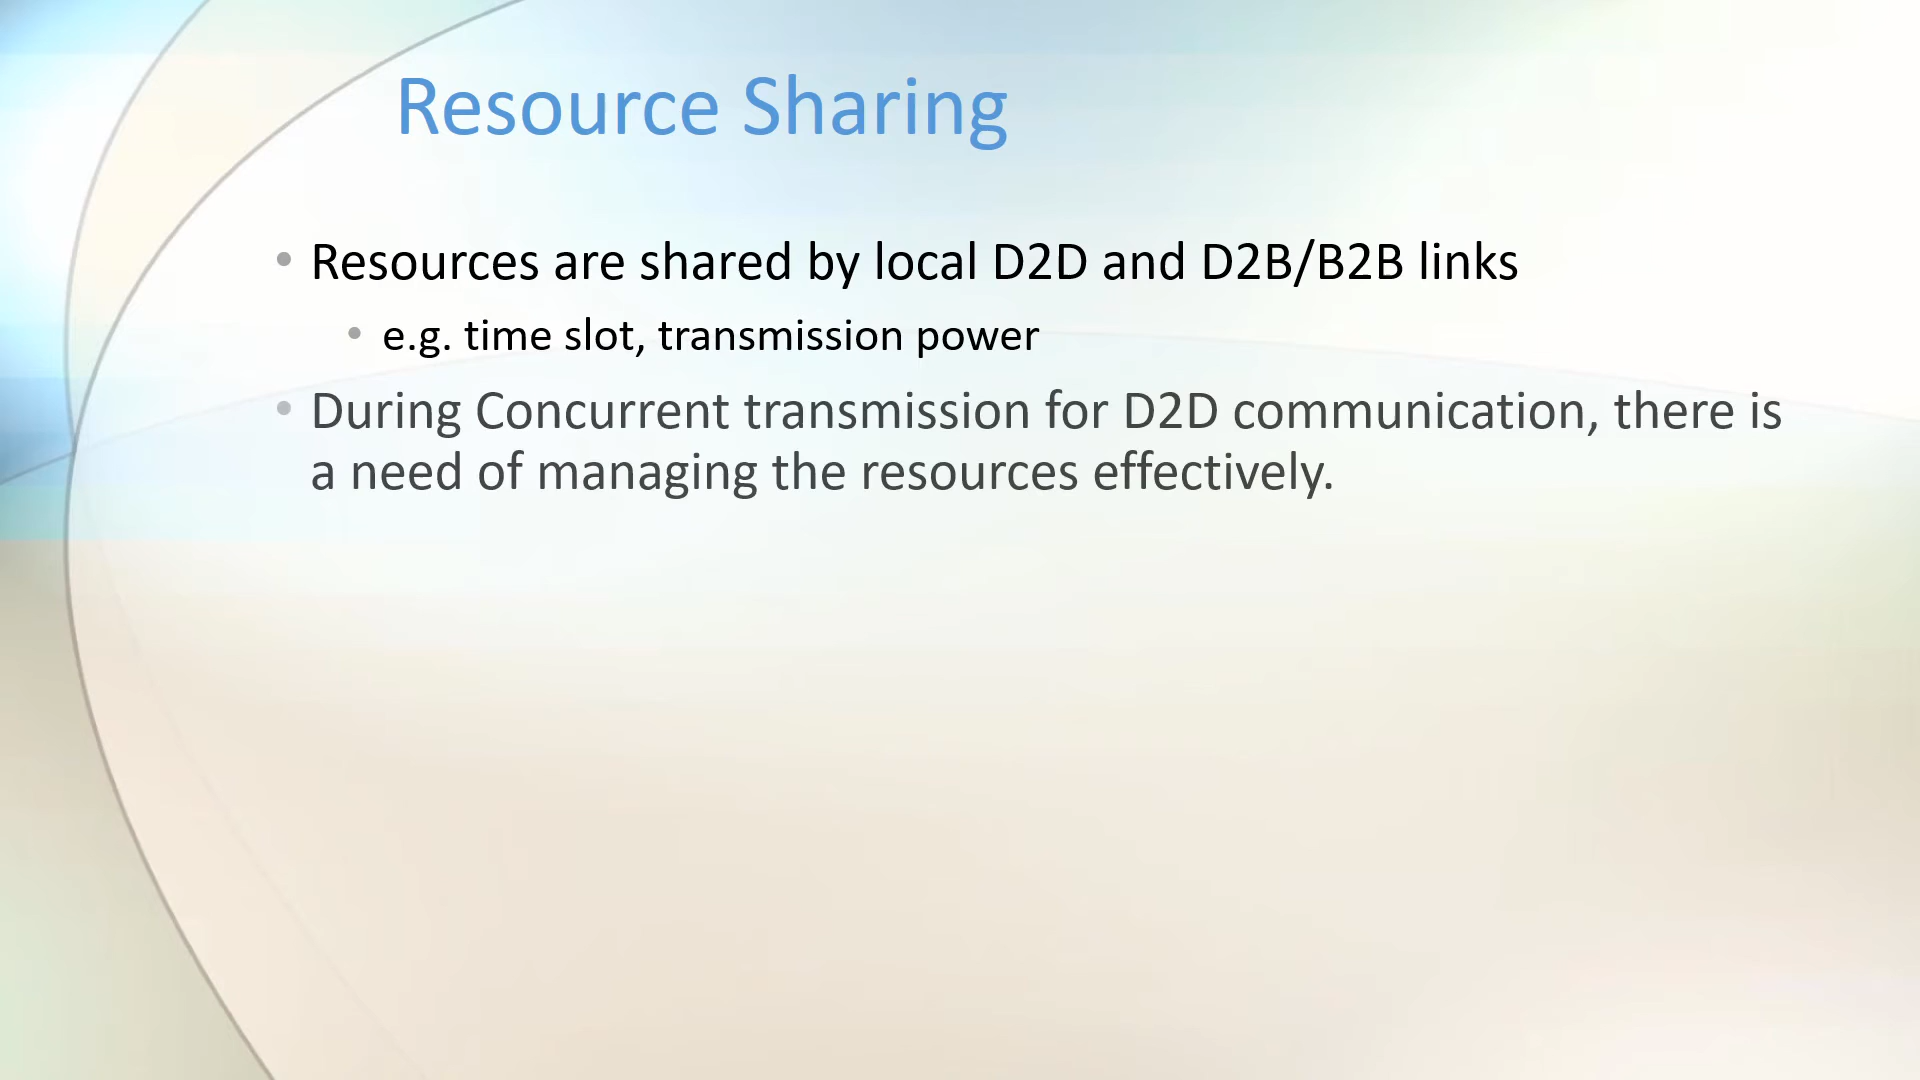 Resource Sharing
• Resources are shared by local D2D and D2B/B2B links
• e.g. time slot, transmission power
• During Concurrent transmission for D2D communication, there is
a need of managing the resources effectively.